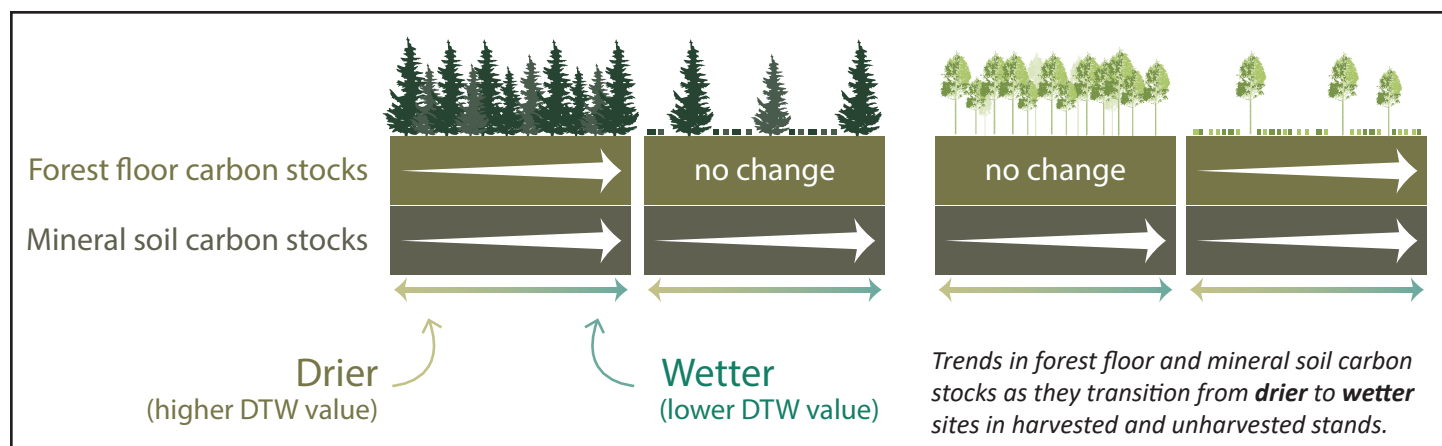 Forest floor carbon stocks
no change
no change
Mineral soil carbon stocks
Drier
(higher DTW value)
Wetter
(lower DTW value)
Trends in forest floor and mineral soil carbon
stocks as they transition from drier to wetter
sites in harvested and unharvested stands.